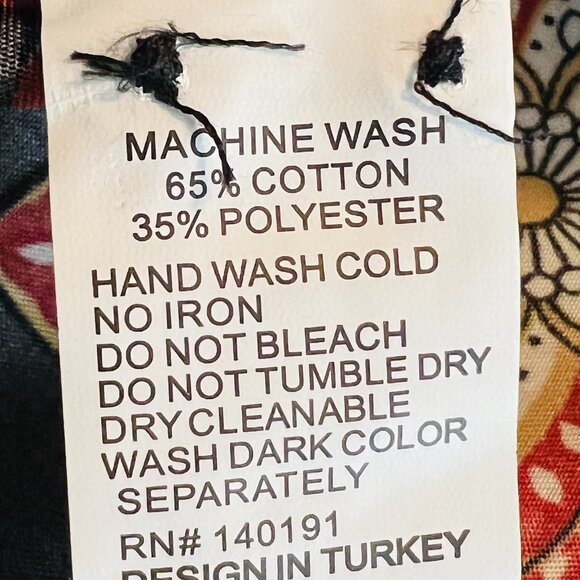 MACHINE WASH
65% COTTON
35% POLYESTER
HAND WASH COLD
NO IRON
DO NOT BLEACH
DO NOT TUMBLE DRY
DRY CLEANABLE
WASH DARK COLOR
SEPARATELY
RN# 140191
DESIGN IN TURKEY